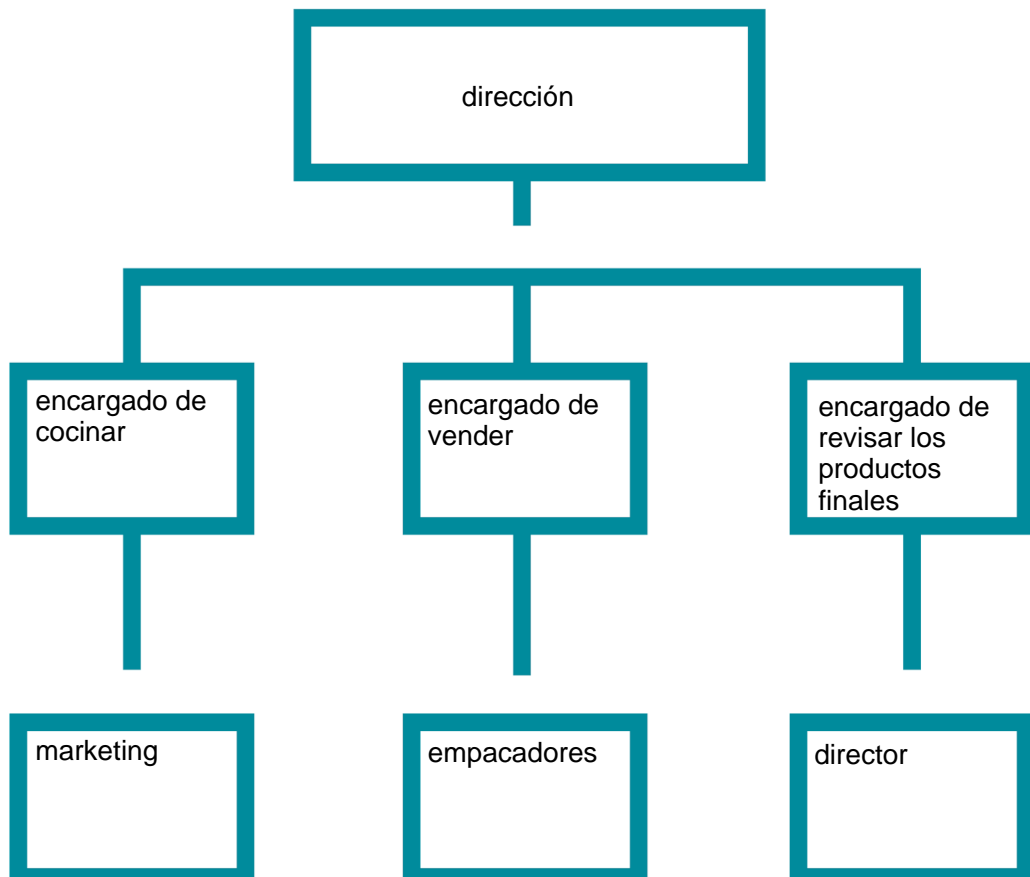 dirección
encargado de
cocinar
encargado de
vender
encargado de
revisar los
productos
finales
marketing
empacadores
director